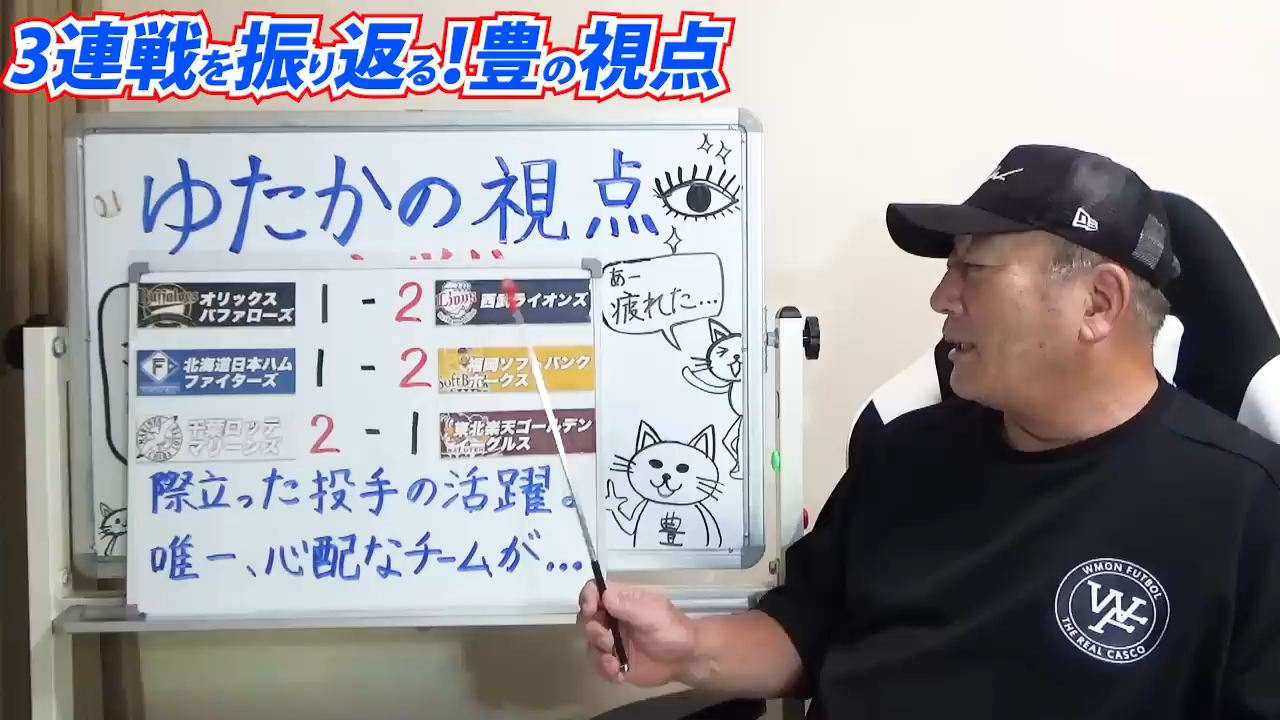 3連戦を振り返る!豊の視点
ゆたかの視点
あー
疲れた...
オリックス
バファローズ
1 - 2
Lions
西武ライオンズ
F
北海道日本ハム
ファイターズ
1 - 2
福岡ソフトバンク
ホークス
千葉ロッテ
マリーンズ
2 - 1
東北楽天ゴールデン
イーグルス
際立った投手の活躍。
唯一、心配なチームが...
豊
WMON FUTBOL
THE REAL CASCO